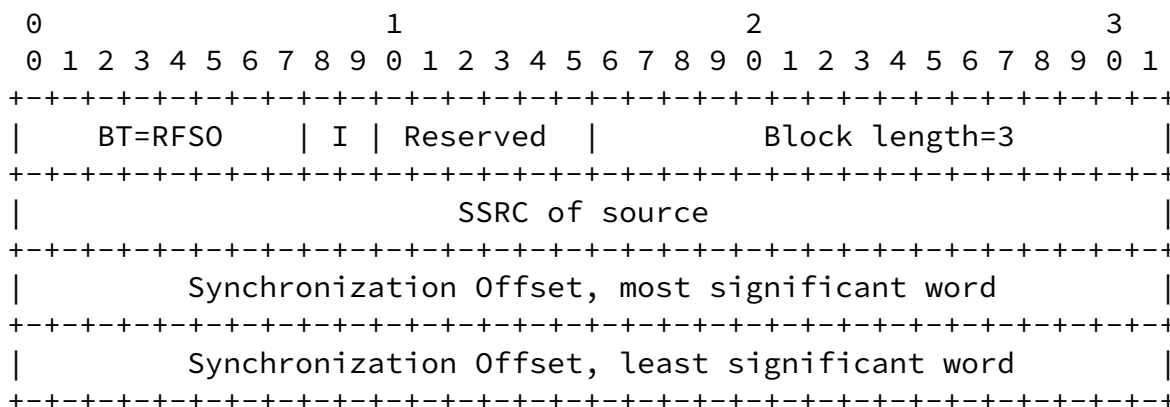 0                   1                   2                   3
 0 1 2 3 4 5 6 7 8 9 0 1 2 3 4 5 6 7 8 9 0 1 2 3 4 5 6 7 8 9 0 1
+-+-+-+-+-+-+-+-+-+-+-+-+-+-+-+-+-+-+-+-+-+-+-+-+-+-+-+-+-+-+-+-+
|    BT=RFSO    | I | Reserved  |         Block length=3        |
+-+-+-+-+-+-+-+-+-+-+-+-+-+-+-+-+-+-+-+-+-+-+-+-+-+-+-+-+-+-+-+-+
|                        SSRC of source                         |
+-+-+-+-+-+-+-+-+-+-+-+-+-+-+-+-+-+-+-+-+-+-+-+-+-+-+-+-+-+-+-+-+
|         Synchronization Offset, most significant word         |
+-+-+-+-+-+-+-+-+-+-+-+-+-+-+-+-+-+-+-+-+-+-+-+-+-+-+-+-+-+-+-+-+
|         Synchronization Offset, least significant word        |
+-+-+-+-+-+-+-+-+-+-+-+-+-+-+-+-+-+-+-+-+-+-+-+-+-+-+-+-+-+-+-+-+